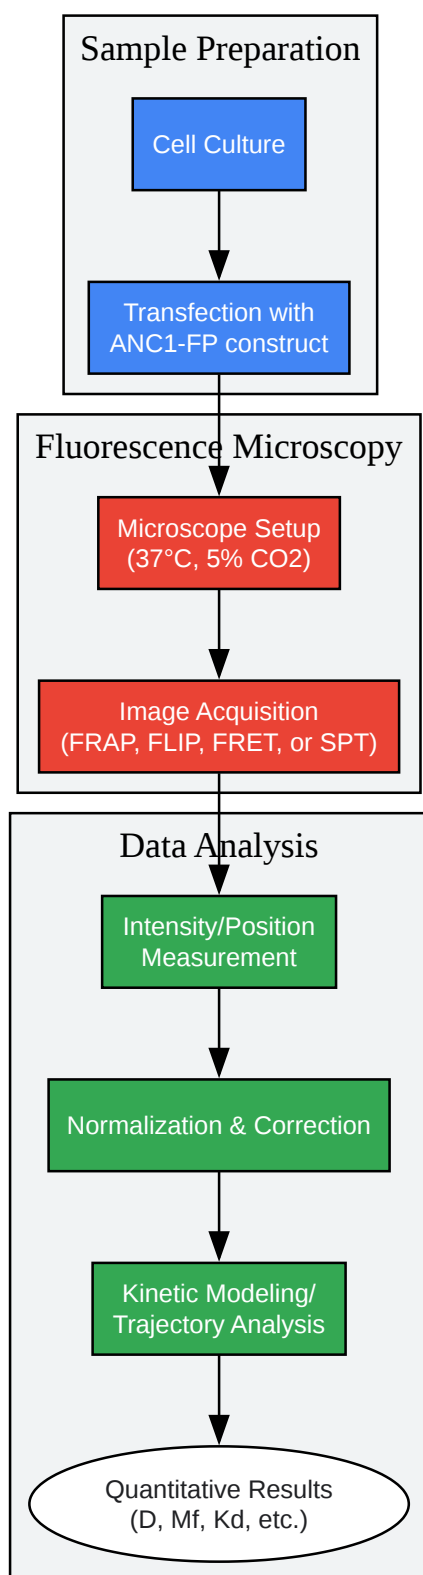 Sample Preparation
Cell Culture
Transfection with
ANC1-FP construct
Fluorescence Microscopy
Microscope Setup
(37°C, 5% CO2)
Image Acquisition
(FRAP, FLIP, FRET, or SPT)
Data Analysis
Intensity/Position
Measurement
Normalization & Correction
Kinetic Modeling/
Trajectory Analysis
Quantitative Results
(D, Mf, Kd, etc.)